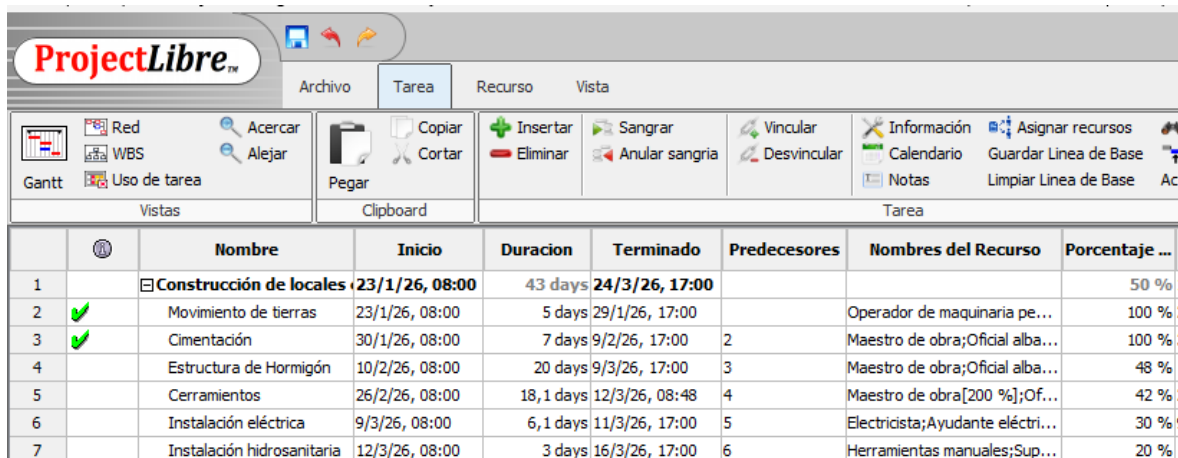 ProjectLibre™
Archivo Tarea Recurso Vista
Red Acercar Copiar Insertar Sangrar Vincular Información Asignar recursos
WBS Alejar Cortar Eliminar Anular sangria Desvincular Calendario Guardar Linea de Base
Gantt Uso de tarea Pegar Notas Limpiar Linea de Base Ac
Vistas Clipboard Tarea
Nombre Inicio Duracion Terminado Predecesores Nombres del Recurso Porcentaje ...
1 Construcción de locales 23/1/26, 08:00 43 days 24/3/26, 17:00 50 %
2 Movimiento de tierras 23/1/26, 08:00 5 days 29/1/26, 17:00 Operador de maquinaria pe... 100 %
3 Cimentación 30/1/26, 08:00 7 days 9/2/26, 17:00 2 Maestro de obra;Oficial alba... 100 %
4 Estructura de Hormigón 10/2/26, 08:00 20 days 9/3/26, 17:00 3 Maestro de obra;Oficial alba... 48 %
5 Cerramientos 26/2/26, 08:00 18,1 days 12/3/26, 08:48 4 Maestro de obra[200 %];Of... 42 %
6 Instalación eléctrica 9/3/26, 08:00 6,1 days 11/3/26, 17:00 5 Electricista;Ayudante eléctri... 30 %
7 Instalación hidrosanitaria 12/3/26, 08:00 3 days 16/3/26, 17:00 6 Herramientas manuales;Sup... 20 %